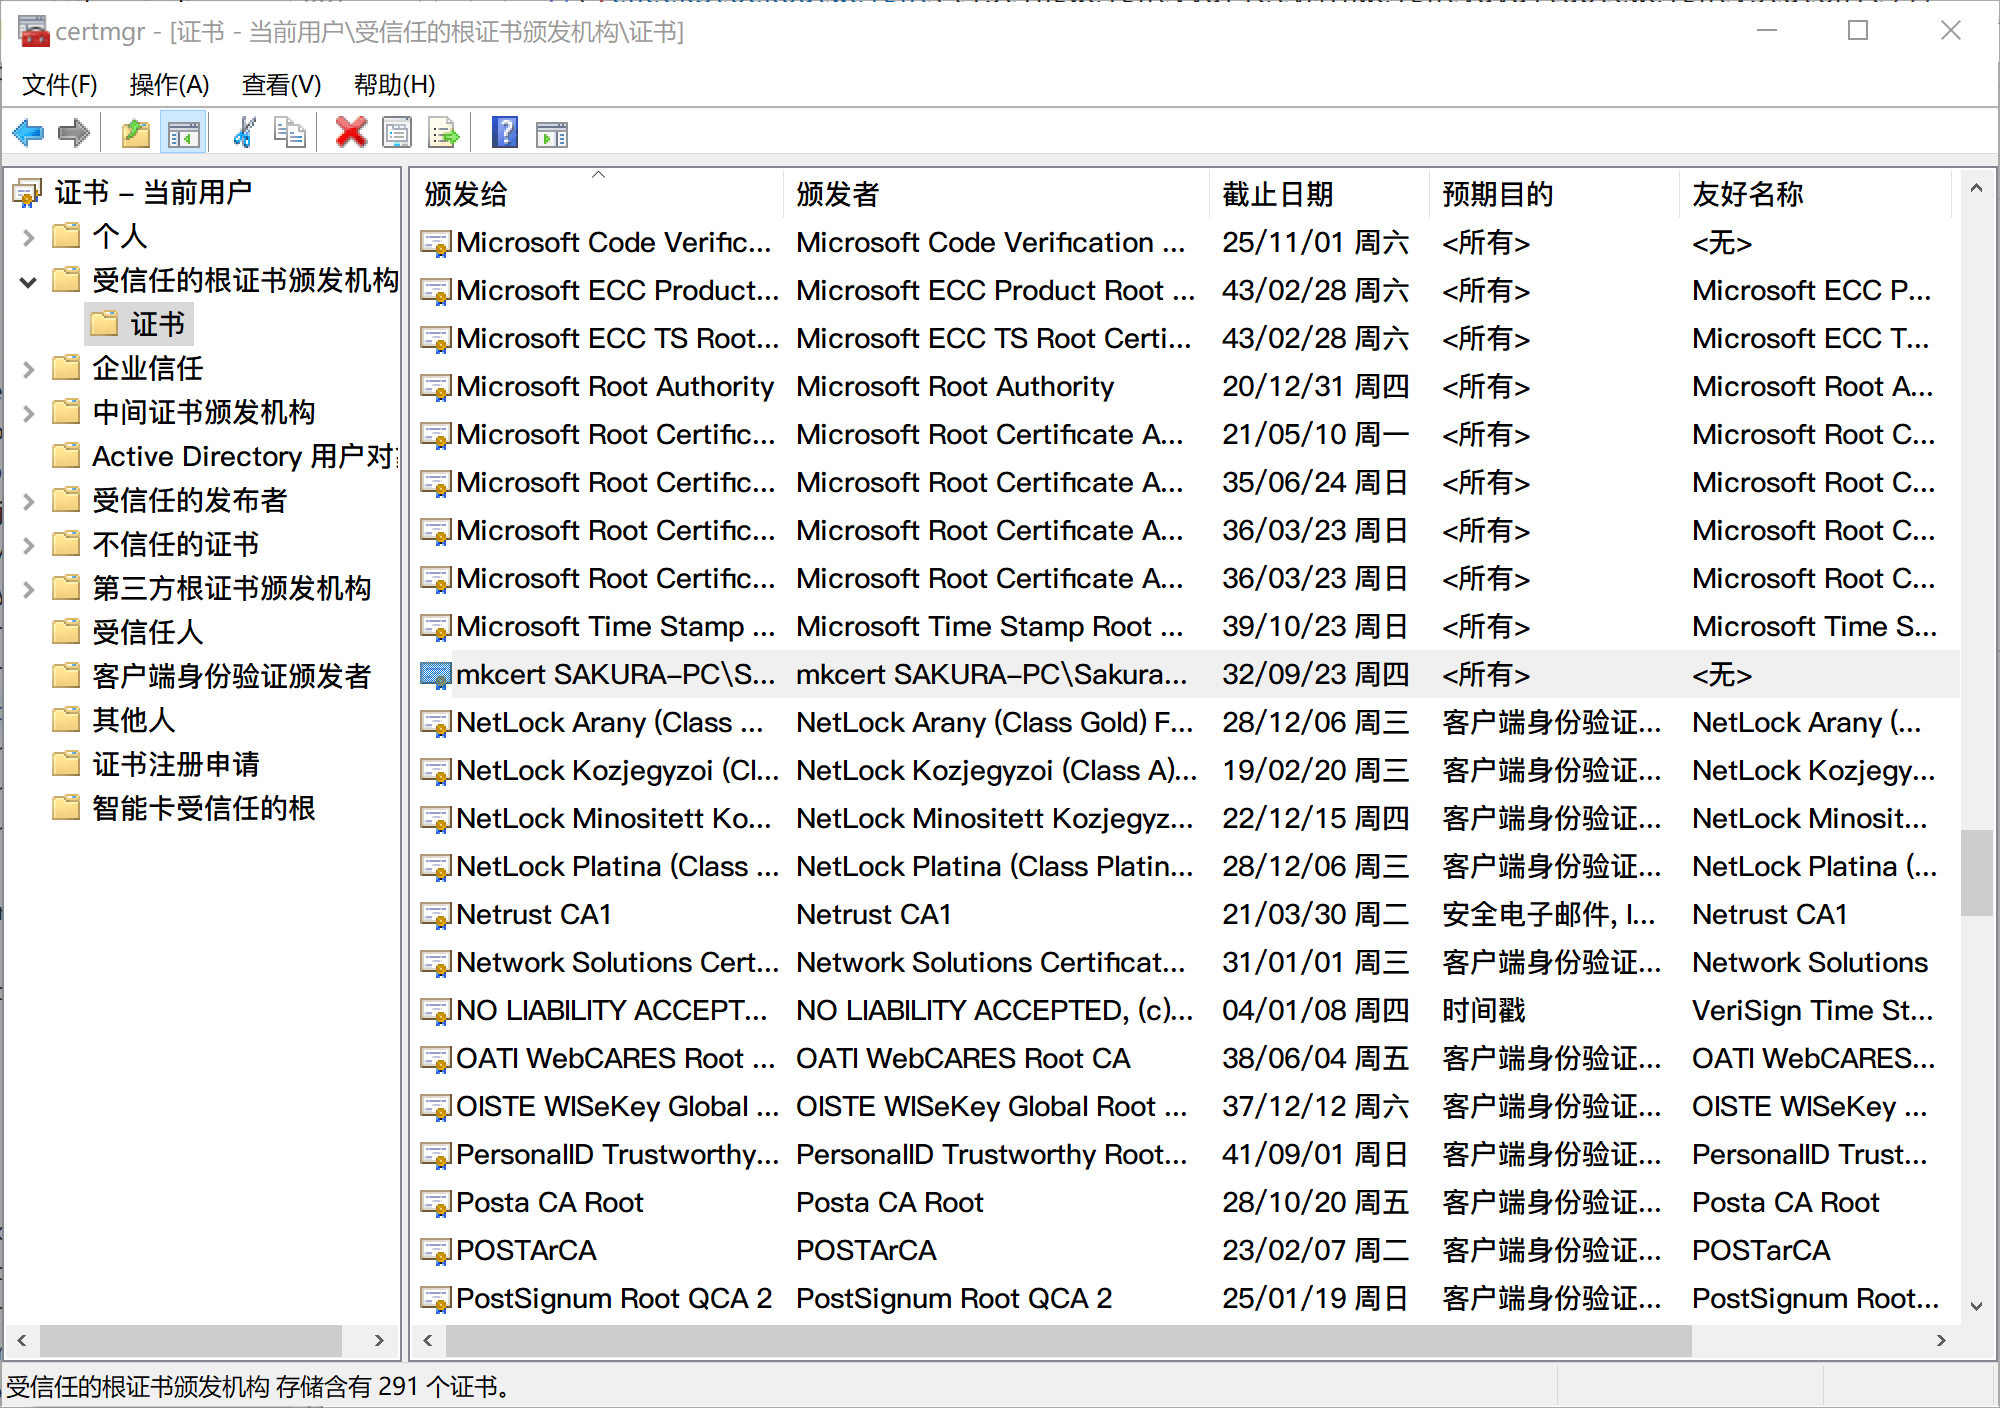 certmgr - [证书 - 当前用户\受信任的根证书颁发机构\证书]
文件(F) 操作(A) 查看(V) 帮助(H)
证书 - 当前用户
个人
受信任的根证书颁发机构
证书
企业信任
中间证书颁发机构
Active Directory 用户对
受信任的发布者
不信任的证书
第三方根证书颁发机构
受信任人
客户端身份验证颁发者
其他人
证书注册申请
智能卡受信任的根
颁发给 颁发者 截止日期 预期目的 友好名称
Microsoft Code Verific... Microsoft Code Verification ... 25/11/01 周六 <所有> <无>
Microsoft ECC Product... Microsoft ECC Product Root ... 43/02/28 周六 <所有> Microsoft ECC P...
Microsoft ECC TS Root... Microsoft ECC TS Root Certi... 43/02/28 周六 <所有> Microsoft ECC T...
Microsoft Root Authority Microsoft Root Authority 20/12/31 周四 <所有> Microsoft Root A...
Microsoft Root Certific... Microsoft Root Certificate A... 21/05/10 周一 <所有> Microsoft Root C...
Microsoft Root Certific... Microsoft Root Certificate A... 35/06/24 周日 <所有> Microsoft Root C...
Microsoft Root Certific... Microsoft Root Certificate A... 36/03/23 周日 <所有> Microsoft Root C...
Microsoft Root Certific... Microsoft Root Certificate A... 36/03/23 周日 <所有> Microsoft Root C...
Microsoft Time Stamp ... Microsoft Time Stamp Root ... 39/10/23 周日 <所有> Microsoft Time S...
mkcert SAKURA-PC\S... mkcert SAKURA-PC\Sakura... 32/09/23 周四 <所有> <无>
NetLock Arany (Class ... NetLock Arany (Class Gold) F... 28/12/06 周三 客户端身份验证... NetLock Arany (...
NetLock Kozjegyzoi (Cl... NetLock Kozjegyzoi (Class A)... 19/02/20 周三 客户端身份验证... NetLock Kozjegy...
NetLock Minositett Ko... NetLock Minositett Kozjegyz... 22/12/15 周四 客户端身份验证... NetLock Minosit...
NetLock Platina (Class ... NetLock Platina (Class Platin... 28/12/06 周三 客户端身份验证... NetLock Platina (...
Netrust CA1 Netrust CA1 21/03/30 周二 安全电子邮件, I... Netrust CA1
Network Solutions Cert... Network Solutions Certificat... 31/01/01 周三 客户端身份验证... Network Solutions
NO LIABILITY ACCEPT... NO LIABILITY ACCEPTED, (c)... 04/01/08 周四 时间戳 VeriSign Time St...
OATI WebCARES Root ... OATI WebCARES Root CA 38/06/04 周五 客户端身份验证... OATI WebCARES...
OISTE WISeKey Global ... OISTE WISeKey Global Root ... 37/12/12 周六 客户端身份验证... OISTE WISeKey ...
PersonalID Trustworthy... PersonalID Trustworthy Root... 41/09/01 周日 客户端身份验证... PersonalID Trust...
Posta CA Root Posta CA Root 28/10/20 周五 客户端身份验证... Posta CA Root
POSTArCA POSTArCA 23/02/07 周二 客户端身份验证... POSTarCA
PostSignum Root QCA 2 PostSignum Root QCA 2 25/01/19 周日 客户端身份验证... PostSignum Root...
受信任的根证书颁发机构 存储含有 291 个证书。